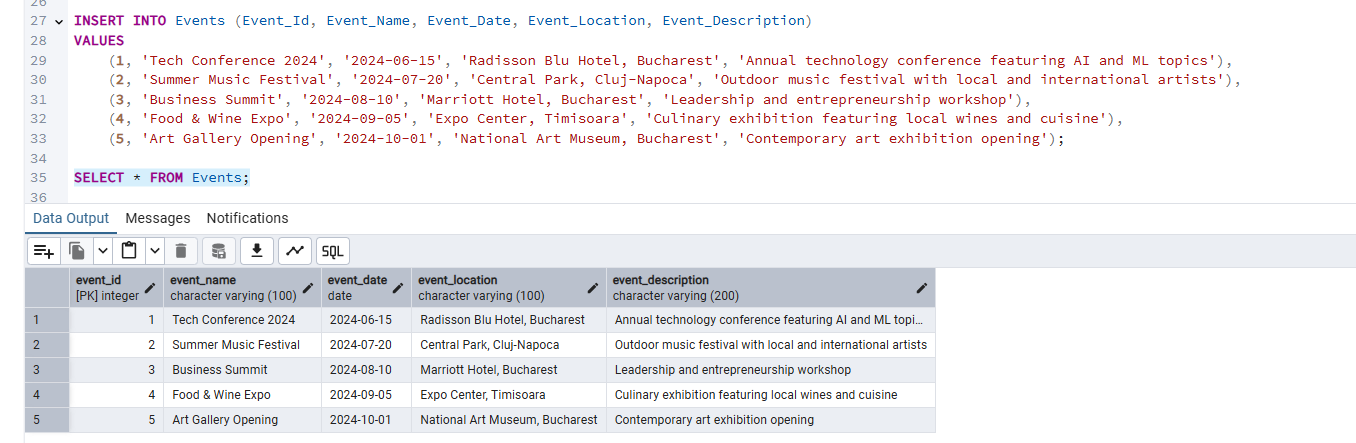 26
27 INSERT INTO Events (Event_Id, Event_Name, Event_Date, Event_Location, Event_Description)
28 VALUES
29 (1, 'Tech Conference 2024', '2024-06-15', 'Radisson Blu Hotel, Bucharest', 'Annual technology conference featuring AI and ML topics'),
30 (2, 'Summer Music Festival', '2024-07-20', 'Central Park, Cluj-Napoca', 'Outdoor music festival with local and international artists'),
31 (3, 'Business Summit', '2024-08-10', 'Marriott Hotel, Bucharest', 'Leadership and entrepreneurship workshop'),
32 (4, 'Food & Wine Expo', '2024-09-05', 'Expo Center, Timisoara', 'Culinary exhibition featuring local wines and cuisine'),
33 (5, 'Art Gallery Opening', '2024-10-01', 'National Art Museum, Bucharest', 'Contemporary art exhibition opening');
34
35 SELECT * FROM Events;
36
Data Output Messages Notifications
SQL
event_id event_name event_date event_location event_description
[PK] integer character varying (100) date character varying (100) character varying (200)
1 1 Tech Conference 2024 2024-06-15 Radisson Blu Hotel, Bucharest Annual technology conference featuring AI and ML topi...
2 2 Summer Music Festival 2024-07-20 Central Park, Cluj-Napoca Outdoor music festival with local and international artists
3 3 Business Summit 2024-08-10 Marriott Hotel, Bucharest Leadership and entrepreneurship workshop
4 4 Food & Wine Expo 2024-09-05 Expo Center, Timisoara Culinary exhibition featuring local wines and cuisine
5 5 Art Gallery Opening 2024-10-01 National Art Museum, Bucharest Contemporary art exhibition opening